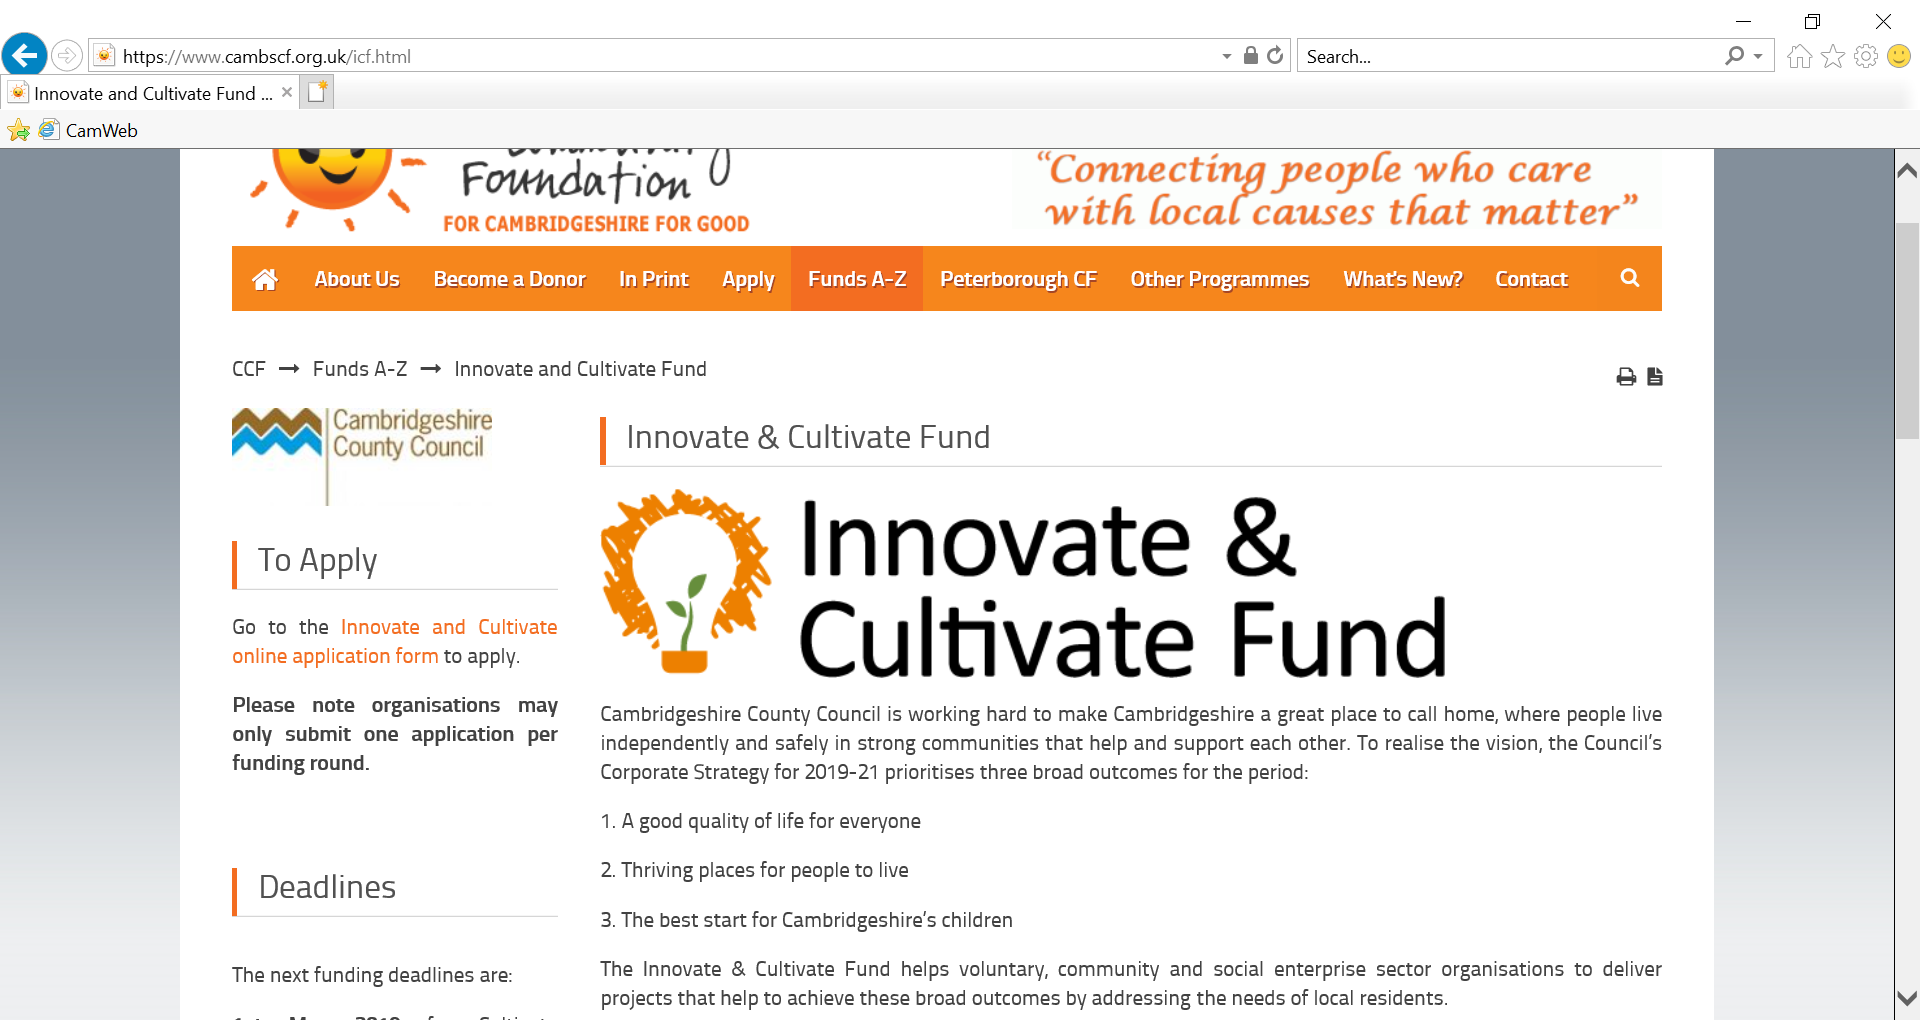 https://www.cambscf.org.uk/icf.html
Search...
Innovate and Cultivate Fund ...
CamWeb
Foundation
FOR CAMBRIDGESHIRE FOR GOOD
“Connecting people who care
with local causes that matter”
About Us Become a Donor In Print Apply Funds A-Z Peterborough CF Other Programmes What's New? Contact
CCF → Funds A-Z → Innovate and Cultivate Fund
Cambridgeshire
County Council
To Apply
Go to the Innovate and Cultivate
online application form to apply.
Please note organisations may
only submit one application per
funding round.
Deadlines
The next funding deadlines are:
Innovate & Cultivate Fund
Innovate &
Cultivate Fund
Cambridgeshire County Council is working hard to make Cambridgeshire a great place to call home, where people live
independently and safely in strong communities that help and support each other. To realise the vision, the Council’s
Corporate Strategy for 2019-21 prioritises three broad outcomes for the period:
1. A good quality of life for everyone
2. Thriving places for people to live
3. The best start for Cambridgeshire’s children
The Innovate & Cultivate Fund helps voluntary, community and social enterprise sector organisations to deliver
projects that help to achieve these broad outcomes by addressing the needs of local residents.